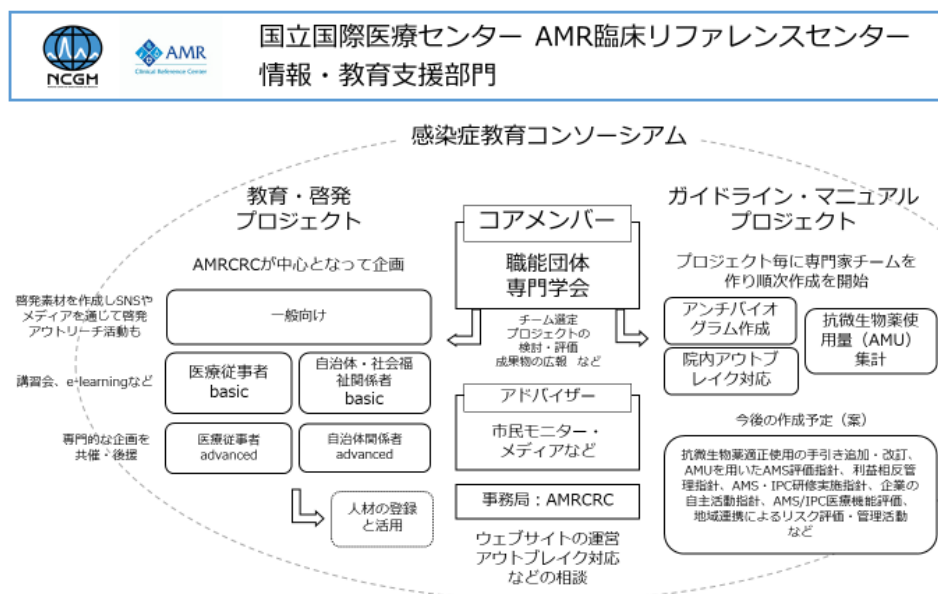 NCGM
AMR
Clinical Reference Center
国立国際医療センター AMR臨床リファレンスセンター
情報・教育支援部門
感染症教育コンソーシアム
教育・啓発
プロジェクト
AMRCRCが中心となって企画
啓発素材を作成しSNSや
メディアを通じて啓発
アウトリーチ活動も
一般向け
講習会、e-learningなど
医療従事者
basic
自治体・社会福
祉関係者
basic
専門的な企画を
共催・後援
医療従事者
advanced
自治体関係者
advanced
人材の登録
と活用
コアメンバー
職能団体
専門学会
チーム選定
プロジェクトの
検討・評価
成果物の広報 など
アドバイザー
市民モニター・
メディアなど
事務局：AMRCRC
ウェブサイトの運営
アウトブレイク対応
などの相談
ガイドライン・マニュアル
プロジェクト
プロジェクト毎に専門家チームを
作り順次作成を開始
アンチバイオ
グラム作成
院内アウトブ
レイク対応
抗微生物薬使
用量（AMU）
集計
今後の作成予定（案）
抗微生物薬適正使用の手引き追加・改訂、
AMUを用いたAMS評価指針、利益相反管
理指針、AMS・IPC研修実施指針、企業の
自主活動指針、AMS/IPC医療機能評価、
地域連携によるリスク評価・管理活動
など